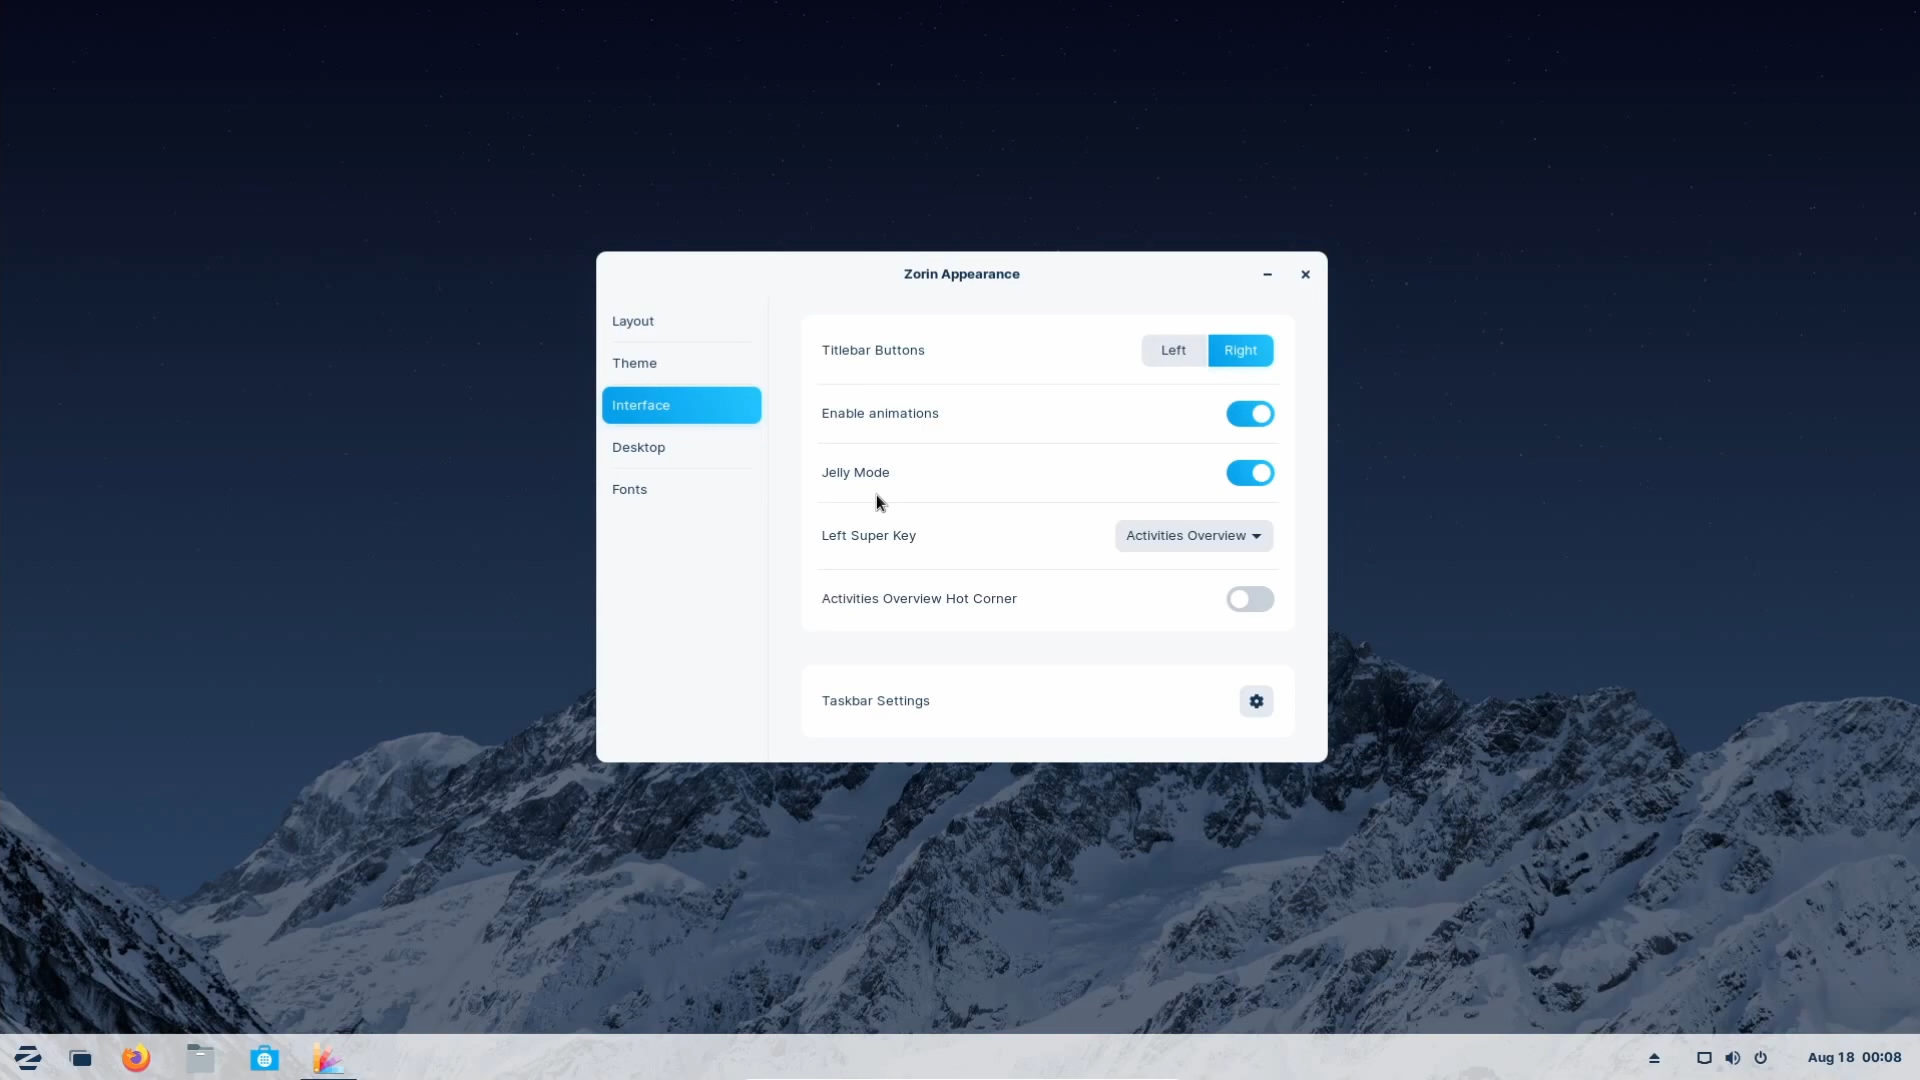 Zorin Appearance
Layout
Theme
Interface
Desktop
Fonts
Titlebar Buttons
Left
Right
Enable animations
Jelly Mode
Left Super Key
Activities Overview
Activities Overview Hot Corner
Taskbar Settings
Aug 18 00:08